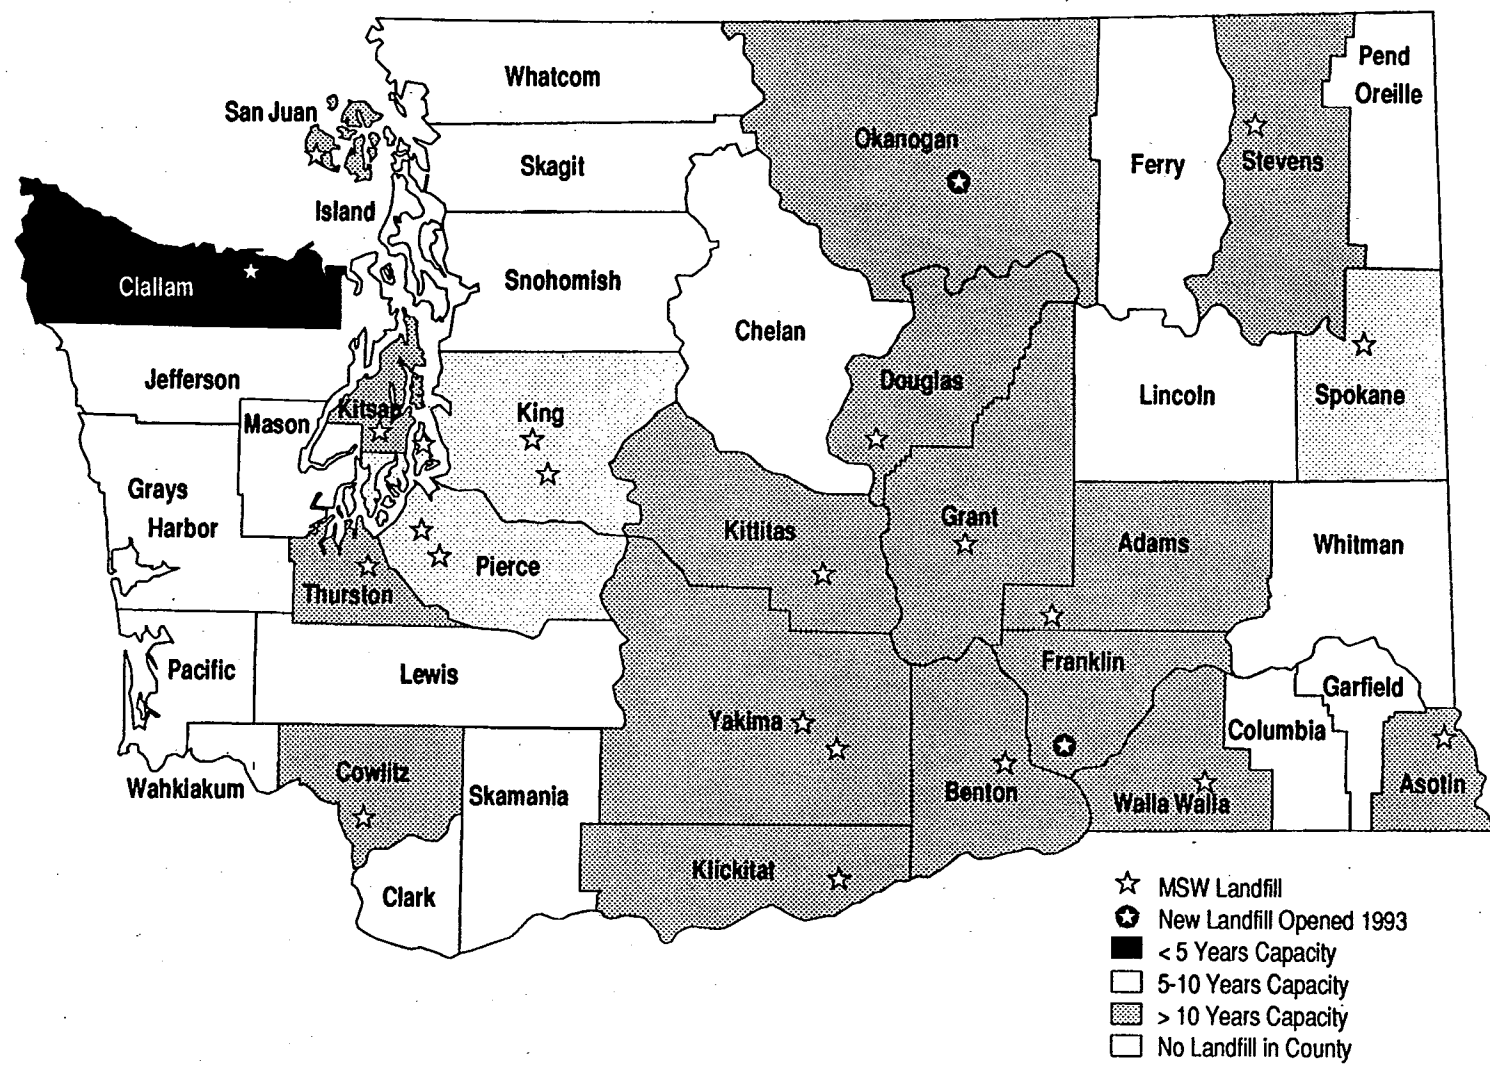 Whatcom
Pend
Oreille
San Juan
Okanogan
Skagit
Ferry
Stevens
Island
Clallam
Snohomish
Chelan
Jefferson
Douglas
Lincoln
Spokane
Mason
Kitsap
King
Grays
Harbor
Kittitas
Grant
Adams
Whitman
Pierce
Thurston
Pacific
Lewis
Franklin
Garfield
Yakima
Columbia
Wahkiakum
Cowlitz
Skamania
Benton
Walla Walla
Asotin
Klickitat
Clark
MSW Landfill
New Landfill Opened 1993
< 5 Years Capacity
5-10 Years Capacity
> 10 Years Capacity
No Landfill in County